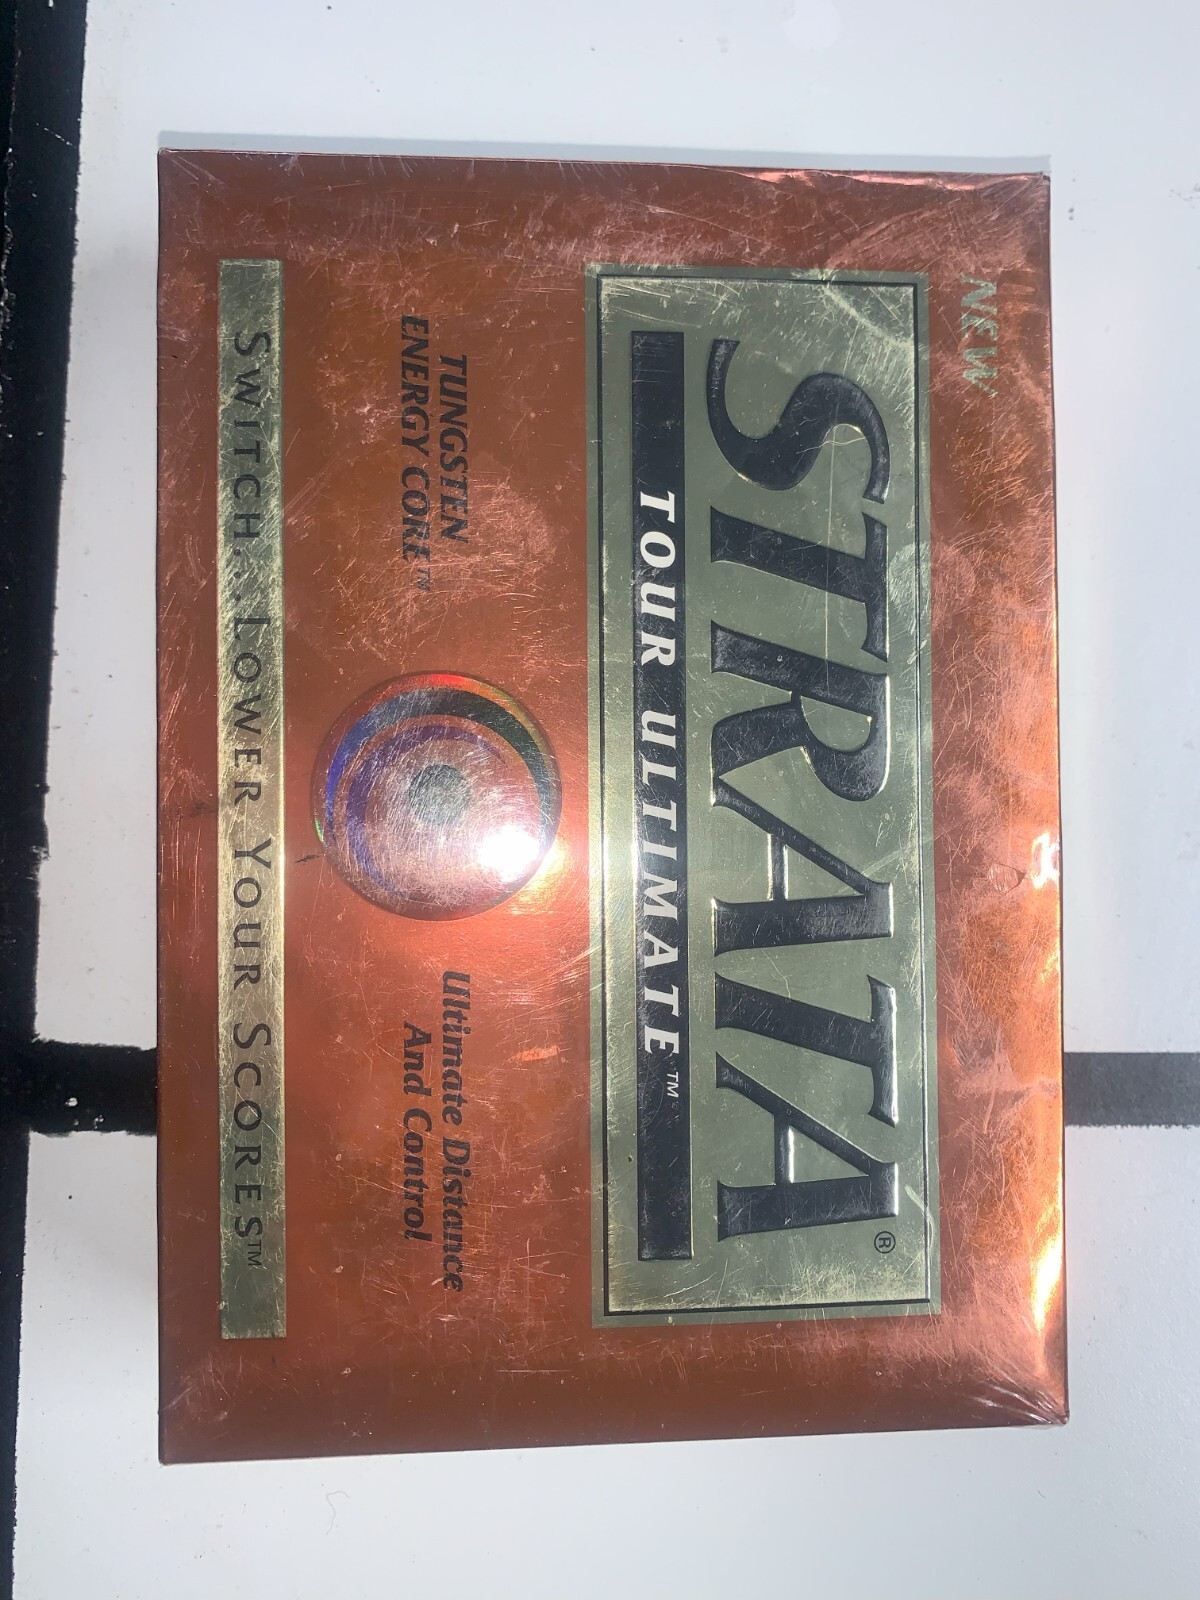 NEW
STRATA®
TOUR ULTIMATE™
TUNGSTEN
ENERGY CORE™
Ultimate Distance
And Control
SWITCH...LOWER YOUR SCORES™